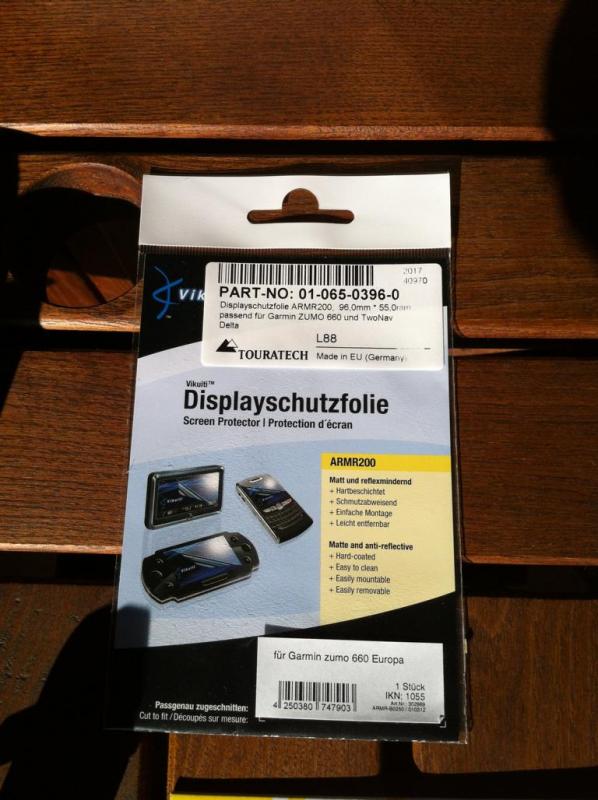 2017
40970
Vik
PART-NO: 01-065-0396-0
Displayschutzfolie ARMR200, 96,0mm * 55,0mm
passend für Garmin ZUMO 660 und TwoNav
Delta
L88
TOURATECH
Made in EU (Germany)
Vikuiti™
Displayschutzfolie
Screen Protector | Protection d´écran
ARMR200
Matt und reflexmindernd
+ Hartbeschichtet
+ Schmutzabweisend
+ Einfache Montage
+ Leicht entfernbar
Matte and anti-reflective
+ Hard-coated
+ Easy to clean
+ Easily mountable
+ Easily removable
für Garmin zumo 660 Europa
1 Stück
IKN: 1055
Art.Nr.: 302989
4 250380 747903
Passgenau zugeschnitten:
Cut to fit / Découpés sur mesure: